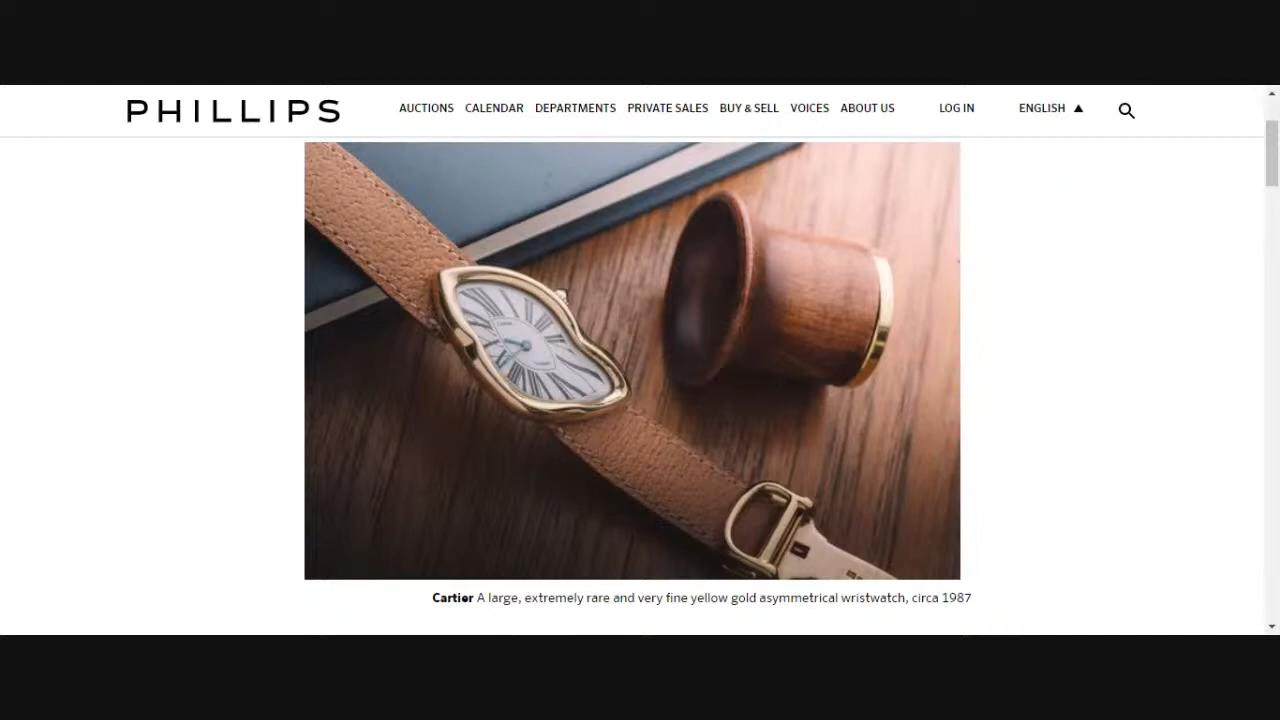 PHILLIPS
AUCTIONS CALENDAR DEPARTMENTS PRIVATE SALES BUY & SELL VOICES ABOUT US LOG IN ENGLISH
Cartier A large, extremely rare and very fine yellow gold asymmetrical wristwatch, circa 1987